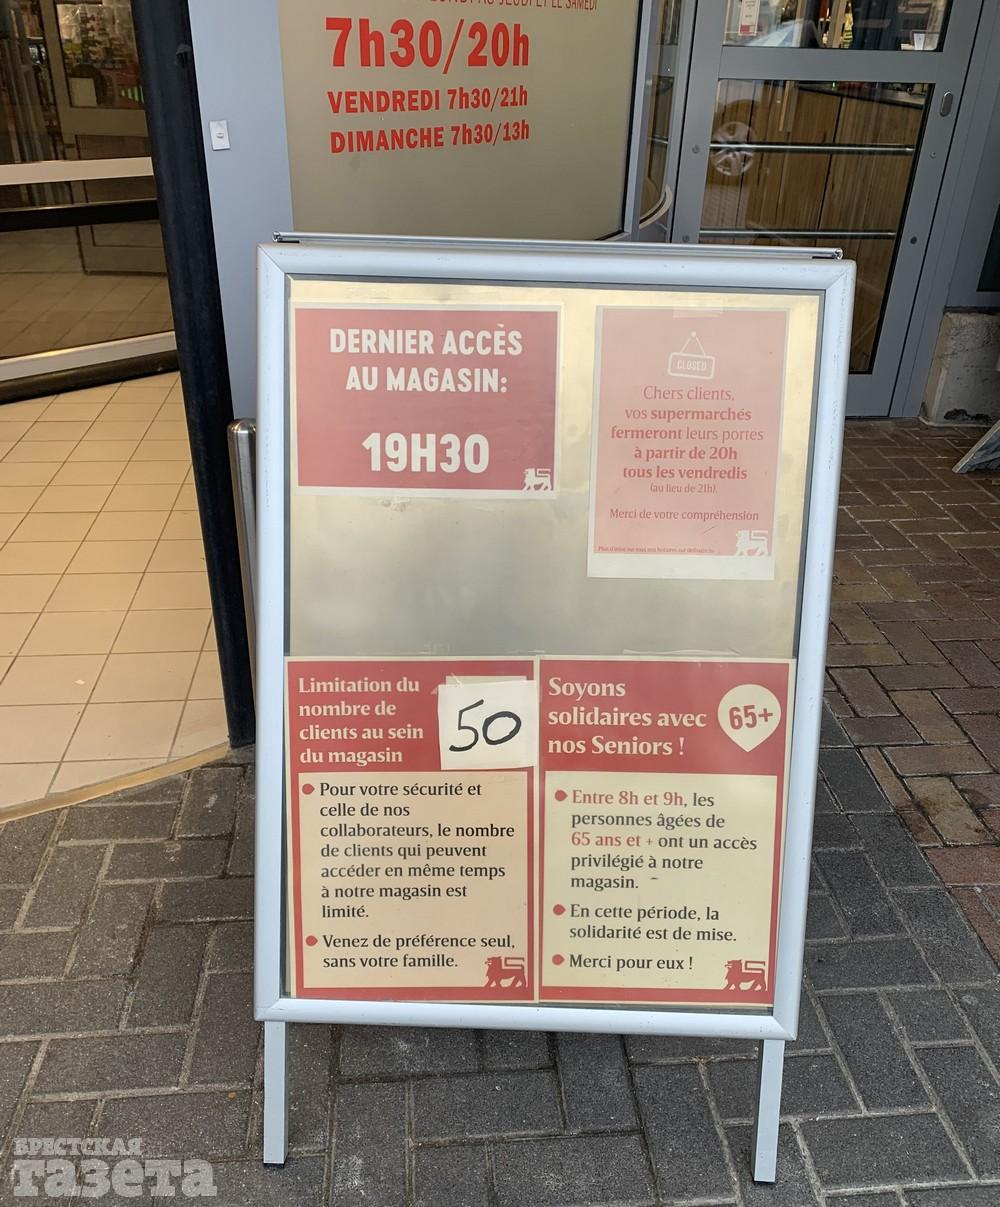 JEUDI ET LE SAMEDI
7h30/20h
VENDREDI 7h30/21h
DIMANCHE 7h30/13h
DERNIER ACCÈS
AU MAGASIN:
19H30
CLOSED
Chers clients,
vos supermarchés
fermeront leurs portes
à partir de 20h
tous les vendredis
(au lieu de 21h).
Merci de votre compréhension
Limitation du
nombre de
clients au sein
du magasin
50
Pour votre sécurité et
celle de nos
collaborateurs, le nombre
de clients qui peuvent
accéder en même temps
à notre magasin est
limité.
Venez de préférence seul,
sans votre famille.
Soyons
solidaires avec
nos Seniors !
65+
Entre 8h et 9h, les
personnes âgées de
65 ans et + ont un accès
privilégié à notre
magasin.
En cette période, la
solidarité est de mise.
Merci pour eux !
БРЕСТСКАЯ
газета